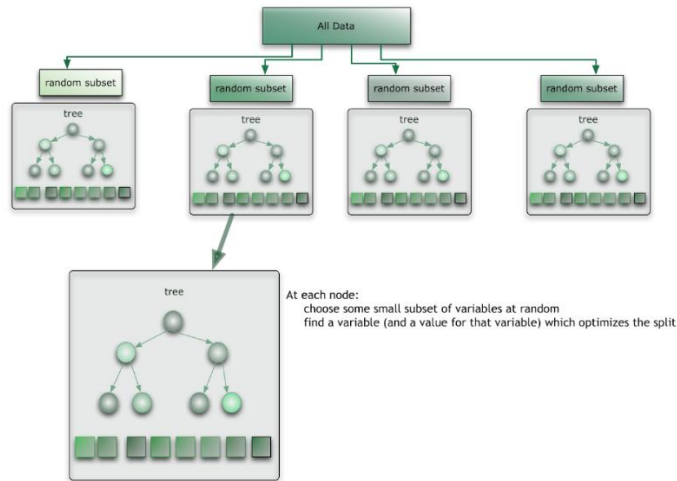 All Data
random subset
random subset
random subset
random subset
tree
tree
tree
tree
tree
At each node:
choose some small subset of variables at random
find a variable (and a value for that variable) which optimizes the split